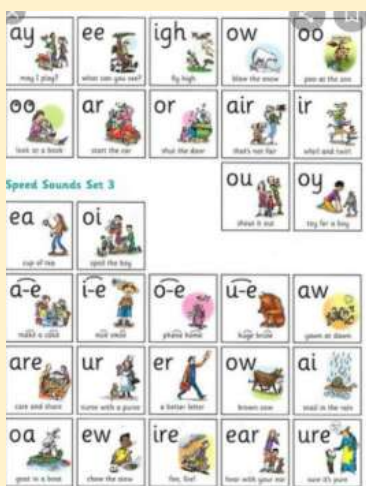 ay ee igh ow oo
may I play? what can you see? fly high blow the snow poo at the zoo
oo ar or air ir
look at a book start the car shut the door that's not fair whirl and twirl
ou oy
shout it out toy for a boy
Speed Sounds Set 3
ea oi
cup of tea spoil the boy
a-e i-e o-e u-e aw
make a cake nice smile phone home huge brute yawn at dawn
are ur er ow ai
care and share nurse with a purse a better letter brown cow snail in the rain
oa ew ire ear ure
goat in a boat chew the stew fire, fire! hear with your ear sure it's pure